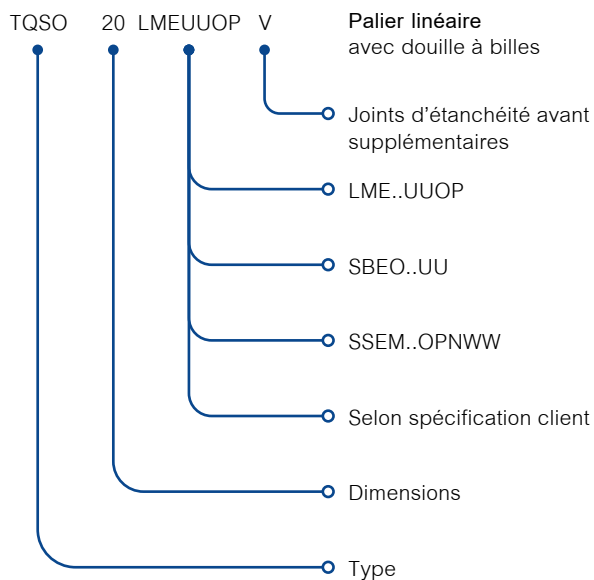 TQSO 20 LMEUUOP V
Palier linéaire
avec douille à billes
Joints d'étanchéité avant
supplémentaires
LME..UUOP
SBEO..UU
SSEM..OPNWW
Selon spécification client
Dimensions
Type